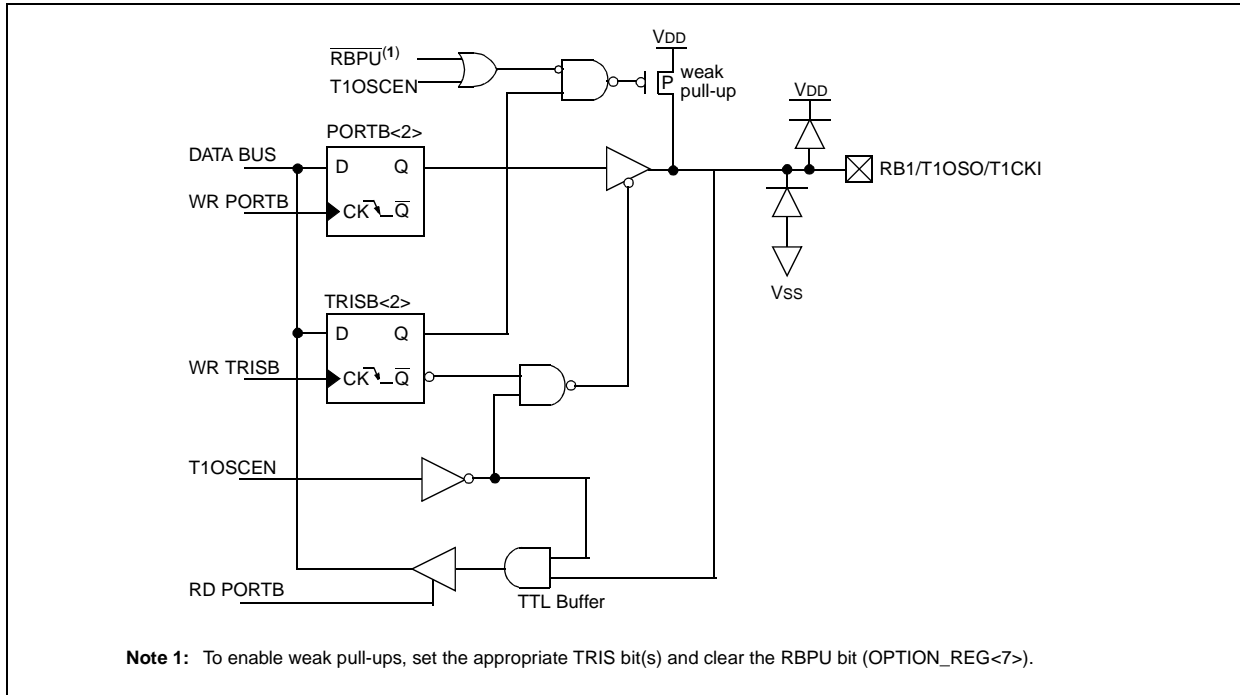 RBPU(1)
T1OSCEN
VDD
P
weak
pull-up
VDD
PORTB<2>
DATA BUS
D Q
RB1/T1OSO/T1CKI
WR PORTB
CK Q
VSS
TRISB<2>
D Q
WR TRISB
CK Q
T1OSCEN
RD PORTB
TTL Buffer
Note 1: To enable weak pull-ups, set the appropriate TRIS bit(s) and clear the RBPU bit (OPTION_REG<7>).